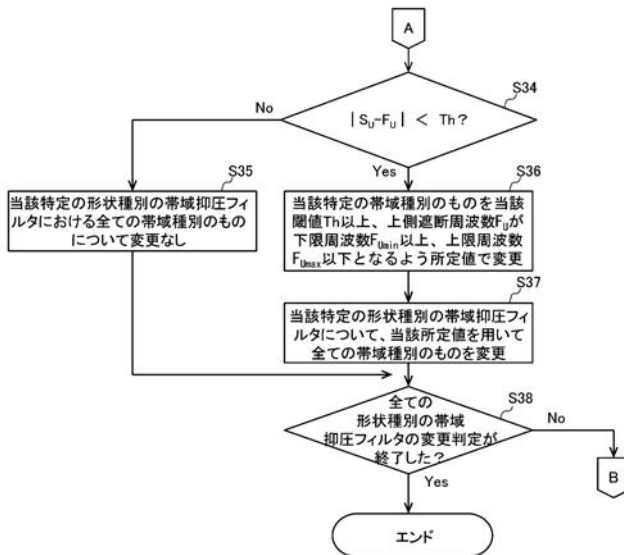 A
S34
|S_U-F_U| < Th?
No
Yes
S35
当該特定の形状種別の帯域抑圧フィ
ルタにおける全ての帯域種別のもの
について変更なし
S36
当該特定の帯域種別のものを当該
閾値Th以上、上側遮断周波数F_Uが
下限周波数F_Umin以上、上限周波数
F_Umax以下となるよう所定値で変更
S37
当該特定の形状種別の帯域抑圧フィ
ルタについて、当該所定値を用いて
全ての帯域種別のものを変更
S38
全ての
形状種別の帯域
抑圧フィルタの変更判定が
終了した?
No
B
Yes
エンド